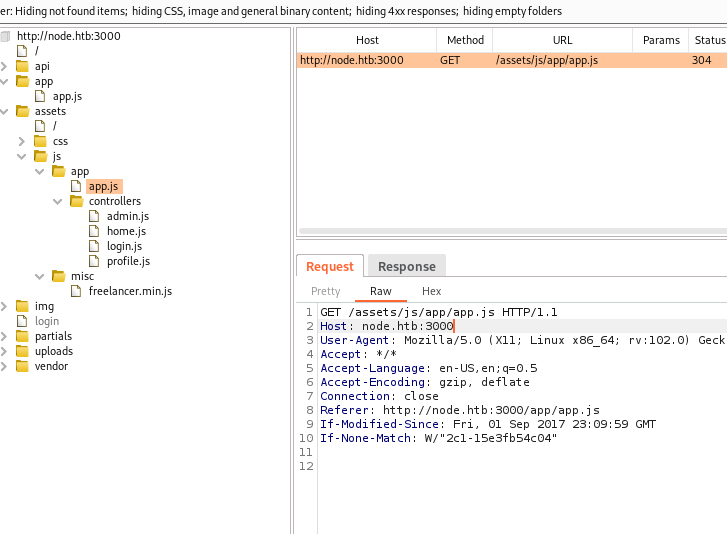 er: Hiding not found items; hiding CSS, image and general binary content; hiding 4xx responses; hiding empty folders
http://node.htb:3000
/
api
app
app.js
assets
/
css
js
app
app.js
controllers
admin.js
home.js
login.js
profile.js
misc
freelancer.min.js
img
login
partials
uploads
vendor
Host Method URL Params Status
http://node.htb:3000 GET /assets/js/app/app.js 304
Request Response
Pretty Raw Hex
1 GET /assets/js/app/app.js HTTP/1.1
2 Host: node.htb:3000
3 User-Agent: Mozilla/5.0 (X11; Linux x86_64; rv:102.0) Geck
4 Accept: */*
5 Accept-Language: en-US,en;q=0.5
6 Accept-Encoding: gzip, deflate
7 Connection: close
8 Referer: http://node.htb:3000/app/app.js
9 If-Modified-Since: Fri, 01 Sep 2017 23:09:59 GMT
10 If-None-Match: W/"2c1-15e3fb54c04"
11
12